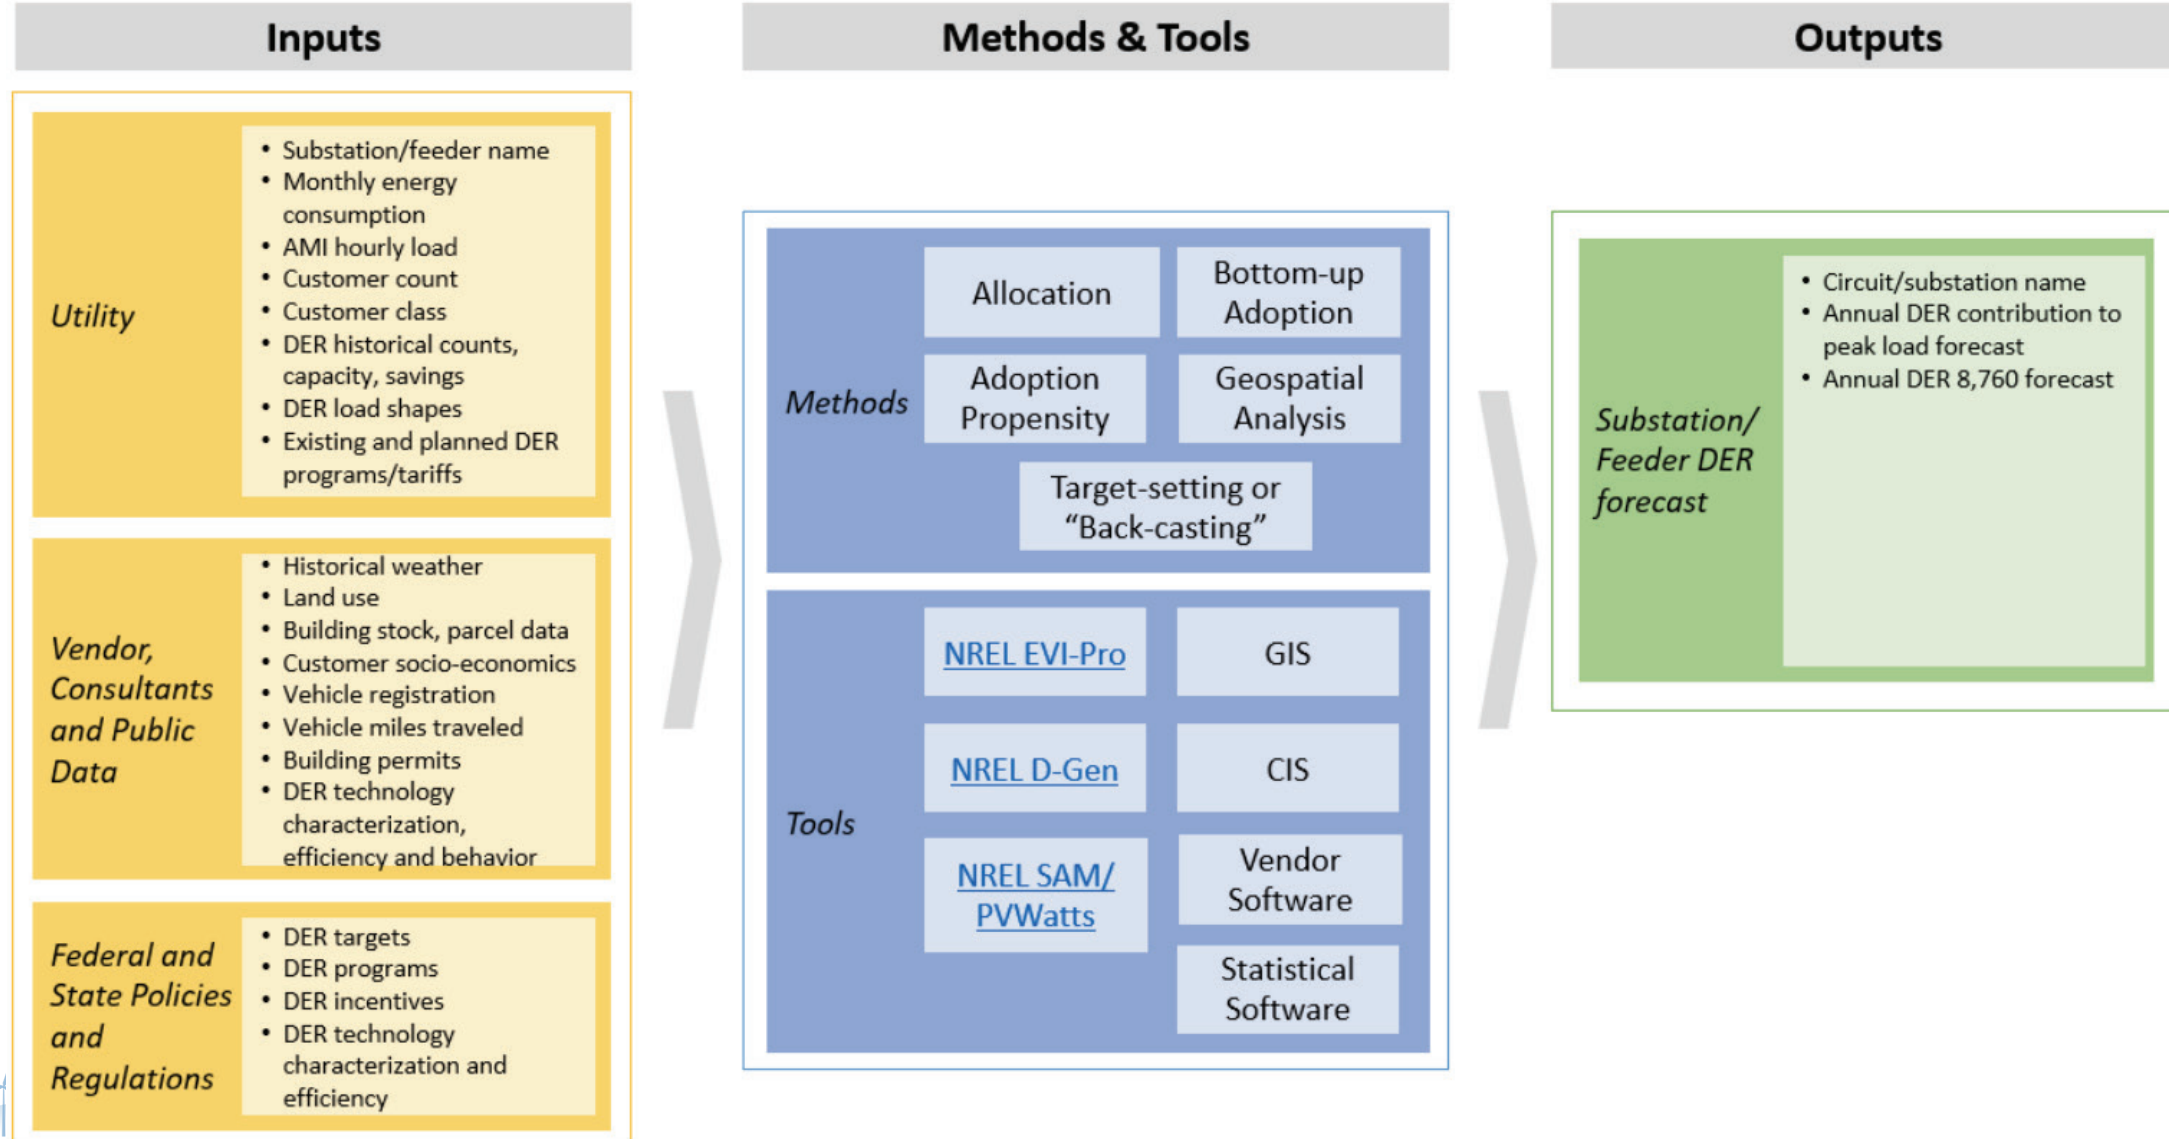 Inputs
Utility
• Substation/feeder name
• Monthly energy
consumption
• AMI hourly load
• Customer count
• Customer class
• DER historical counts,
capacity, savings
• DER load shapes
• Existing and planned DER
programs/tariffs
Vendor,
Consultants
and Public
Data
• Historical weather
• Land use
• Building stock, parcel data
• Customer socio-economics
• Vehicle registration
• Vehicle miles traveled
• Building permits
• DER technology
characterization,
efficiency and behavior
Federal and
State Policies
and
Regulations
• DER targets
• DER programs
• DER incentives
• DER technology
characterization and
efficiency
Methods & Tools
Methods
Allocation
Bottom-up
Adoption
Adoption
Propensity
Geospatial
Analysis
Target-setting or
“Back-casting”
Tools
NREL EVI-Pro
GIS
NREL D-Gen
CIS
NREL SAM/
PVWatts
Vendor
Software
Statistical
Software
Outputs
Substation/
Feeder DER
forecast
• Circuit/substation name
• Annual DER contribution to
peak load forecast
• Annual DER 8,760 forecast